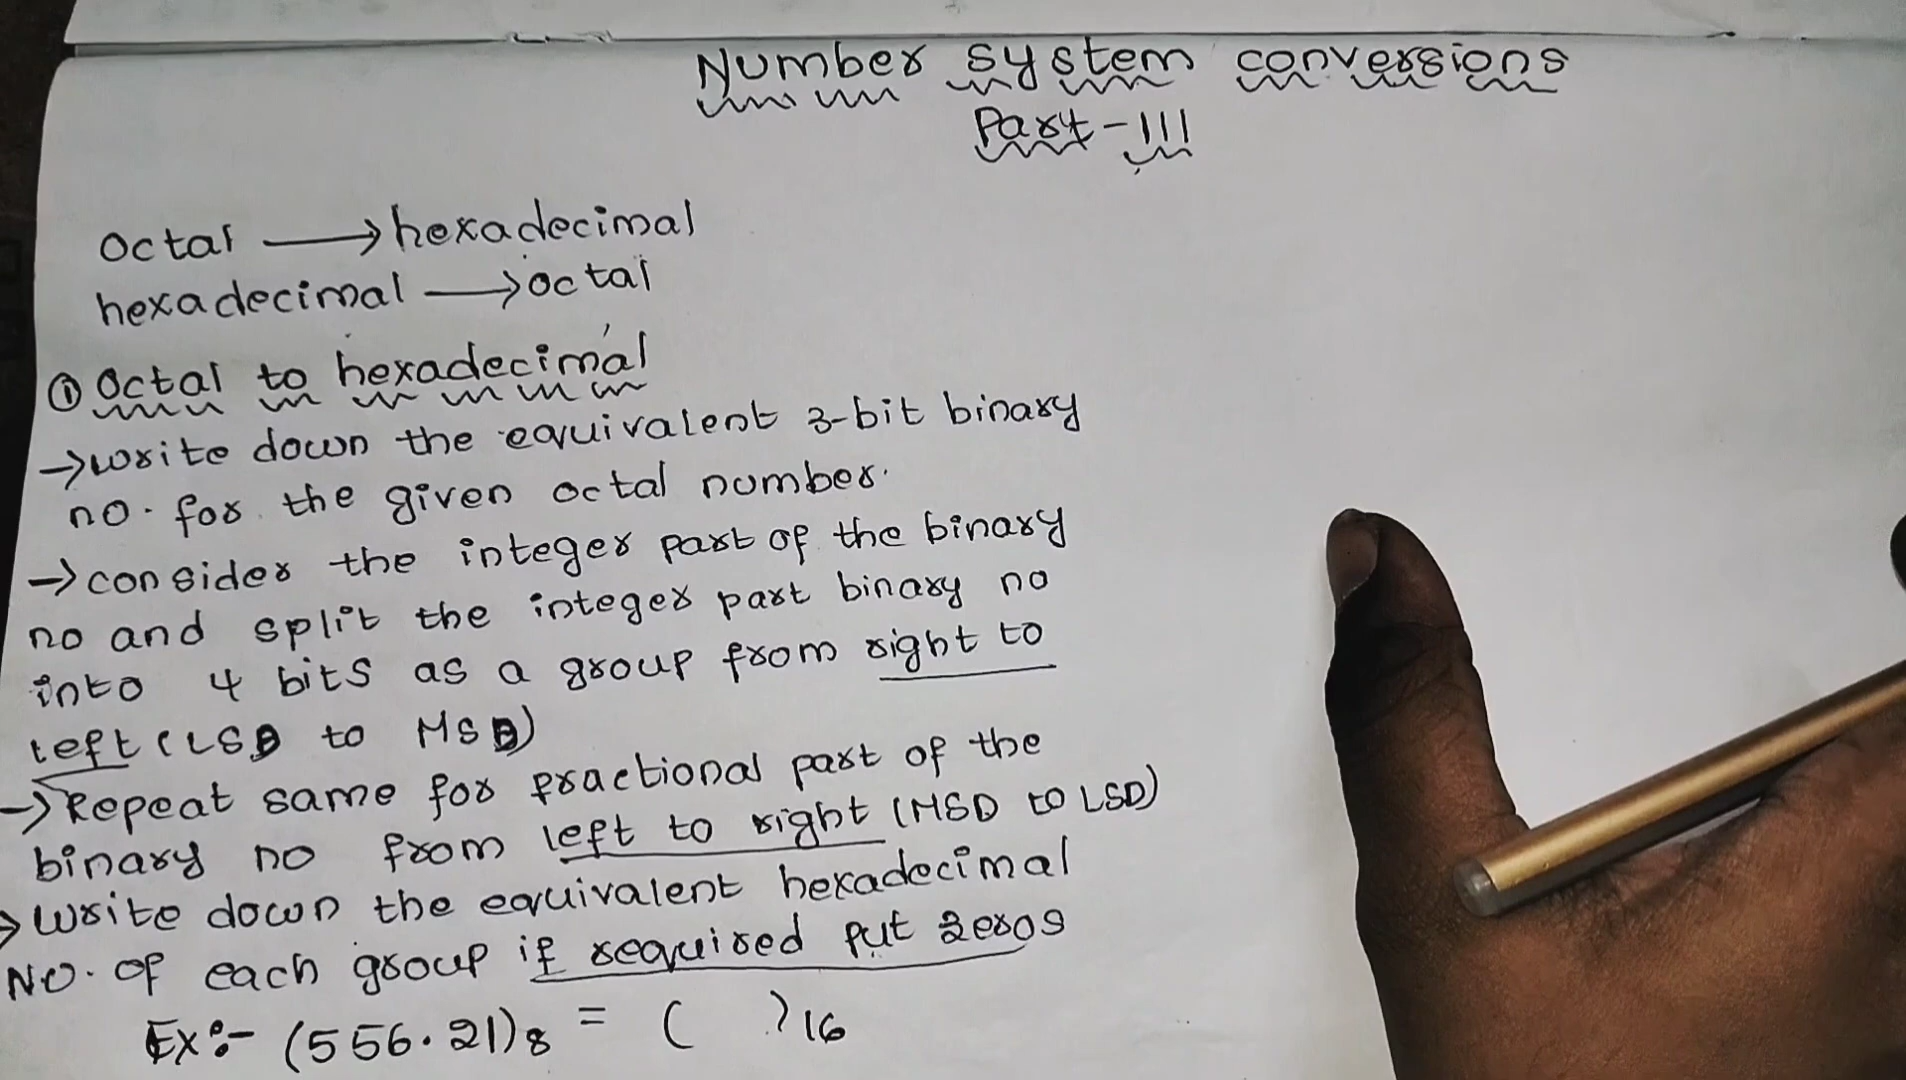 Number system conversions
Part-III
Octal → hexadecimal
hexadecimal → octal
① Octal to hexadecimal
→ write down the equivalent 3-bit binary
no. for the given octal number.
→ consider the integer part of the binary
no and split the integer part binary no
into 4 bits as a group from right to
left (LSD to MSD)
→ Repeat same for fractional part of the
binary no from left to right (MSD to LSD)
→ write down the equivalent hexadecimal
No. of each group if required put zeros
Ex:- (556.21)8 = ( )16